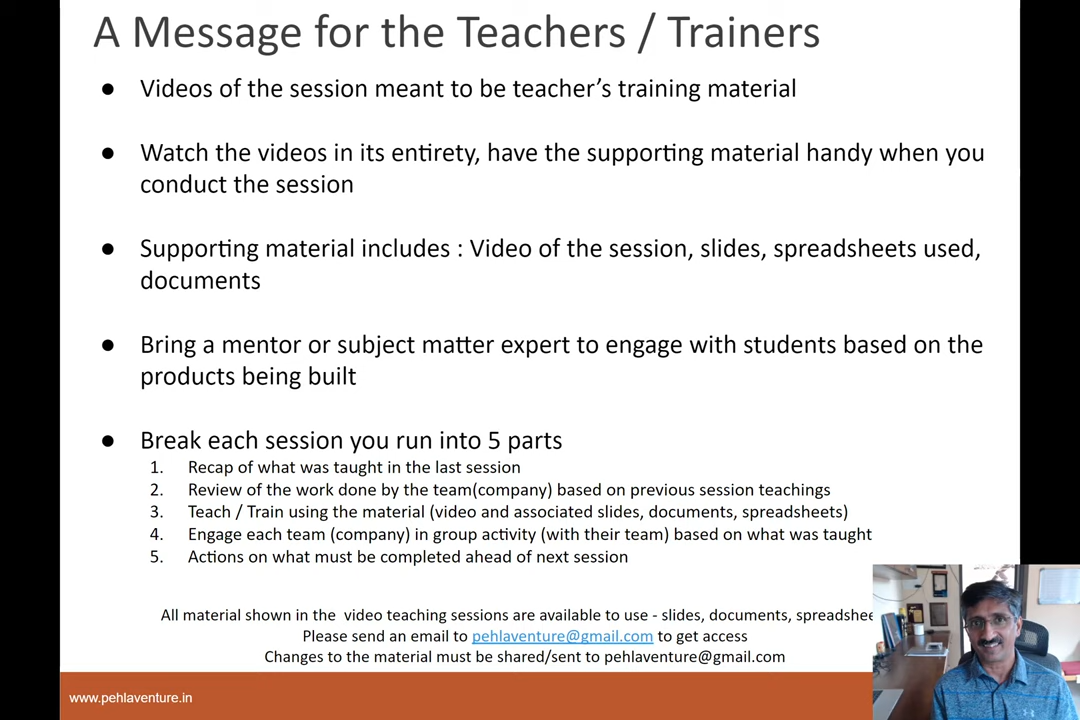 A Message for the Teachers / Trainers
● Videos of the session meant to be teacher's training material
● Watch the videos in its entirety, have the supporting material handy when you
conduct the session
● Supporting material includes : Video of the session, slides, spreadsheets used,
documents
● Bring a mentor or subject matter expert to engage with students based on the
products being built
● Break each session you run into 5 parts
1. Recap of what was taught in the last session
2. Review of the work done by the team(company) based on previous session teachings
3. Teach / Train using the material (video and associated slides, documents, spreadsheets)
4. Engage each team (company) in group activity (with their team) based on what was taught
5. Actions on what must be completed ahead of next session
All material shown in the video teaching sessions are available to use - slides, documents, spreadshee
Please send an email to pehlaventure@gmail.com to get access
Changes to the material must be shared/sent to pehlaventure@gmail.com
www.pehlaventure.in